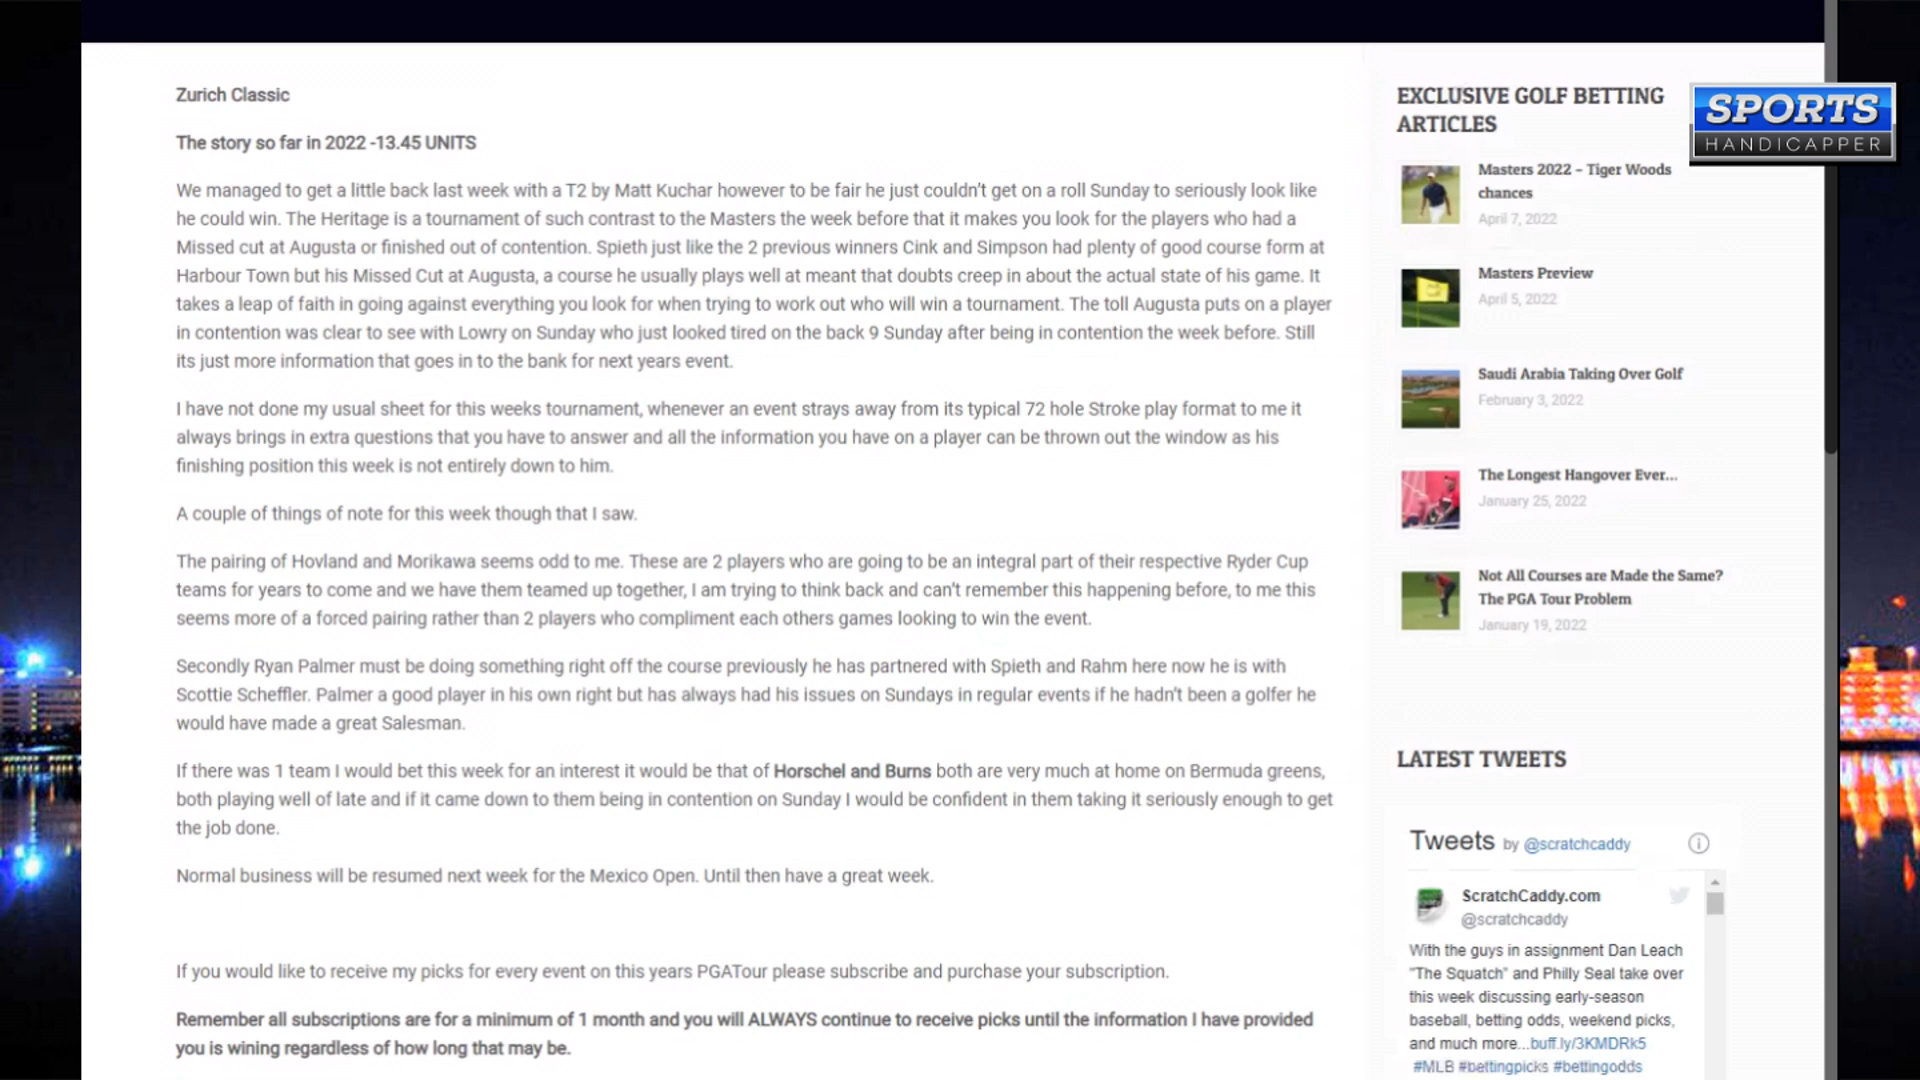 Zurich Classic
The story so far in 2022 -13.45 UNITS
We managed to get a little back last week with a T2 by Matt Kuchar however to be fair he just couldn't get on a roll Sunday to seriously look like
he could win. The Heritage is a tournament of such contrast to the Masters the week before that it makes you look for the players who had a
Missed cut at Augusta or finished out of contention. Spieth just like the 2 previous winners Cink and Simpson had plenty of good course form at
Harbour Town but his Missed Cut at Augusta, a course he usually plays well at meant that doubts creep in about the actual state of his game. It
takes a leap of faith in going against everything you look for when trying to work out who will win a tournament. The toll Augusta puts on a player
in contention was clear to see with Lowry on Sunday who just looked tired on the back 9 Sunday after being in contention the week before. Still
its just more information that goes in to the bank for next years event.
I have not done my usual sheet for this weeks tournament, whenever an event strays away from its typical 72 hole Stroke play format to me it
always brings in extra questions that you have to answer and all the information you have on a player can be thrown out the window as his
finishing position this week is not entirely down to him.
A couple of things of note for this week though that I saw.
The pairing of Hovland and Morikawa seems odd to me. These are 2 players who are going to be an integral part of their respective Ryder Cup
teams for years to come and we have them teamed up together, I am trying to think back and can't remember this happening before, to me this
seems more of a forced pairing rather than 2 players who compliment each others games looking to win the event.
Secondly Ryan Palmer must be doing something right off the course previously he has partnered with Spieth and Rahm here now he is with
Scottie Scheffler. Palmer a good player in his own right but has always had his issues on Sundays in regular events if he hadn't been a golfer he
would have made a great Salesman.
If there was 1 team I would bet this week for an interest it would be that of Horschel and Burns both are very much at home on Bermuda greens,
both playing well of late and if it came down to them being in contention on Sunday I would be confident in them taking it seriously enough to get
the job done.
Normal business will be resumed next week for the Mexico Open. Until then have a great week.
If you would like to receive my picks for every event on this years PGATour please subscribe and purchase your subscription.
Remember all subscriptions are for a minimum of 1 month and you will ALWAYS continue to receive picks until the information I have provided
you is wining regardless of how long that may be.
EXCLUSIVE GOLF BETTING
ARTICLES
SPORTS
HANDICAPPER
Masters 2022 – Tiger Woods
chances
April 7, 2022
Masters Preview
April 5, 2022
Saudi Arabia Taking Over Golf
February 3, 2022
The Longest Hangover Ever...
January 25, 2022
Not All Courses are Made the Same?
The PGA Tour Problem
January 19, 2022
LATEST TWEETS
Tweets by @scratchcaddy
ScratchCaddy.com
@scratchcaddy
With the guys in assignment Dan Leach
"The Squatch" and Philly Seal take over
this week discussing early-season
baseball, betting odds, weekend picks,
and much more...buff.ly/3KMDRk5
#MLB #bettingpicks #bettingodds